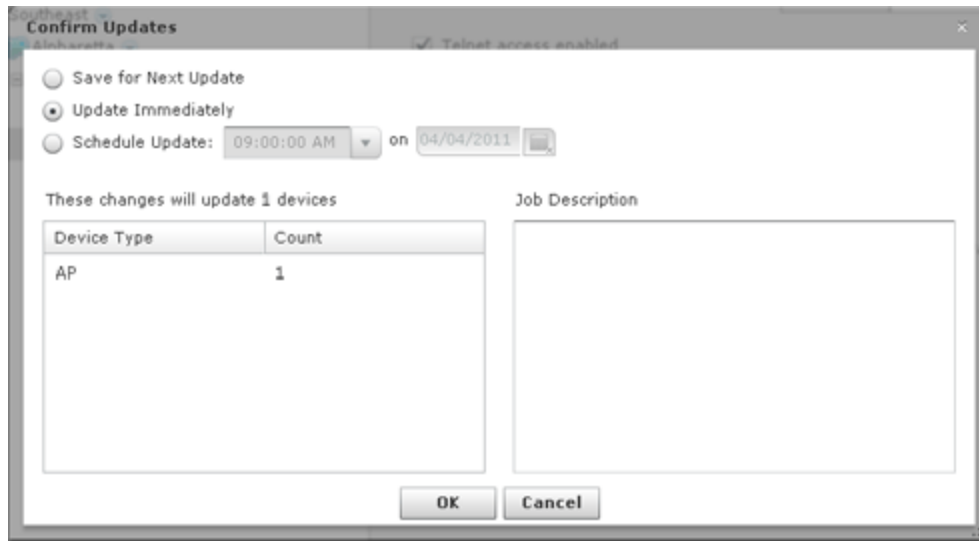 Southeast
Confirm Updates
Alpharetta
Telnet access enabled
Save for Next Update
Update Immediately
Schedule Update: 09:00:00 AM on 04/04/2011
These changes will update 1 devices
Job Description
Device Type Count
AP 1
OK Cancel